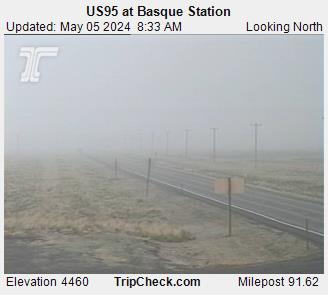 US95 at Basque Station
Updated: May 05 2024 8:33 AM Looking North
Elevation 4460 TripCheck.com Milepost 91.62